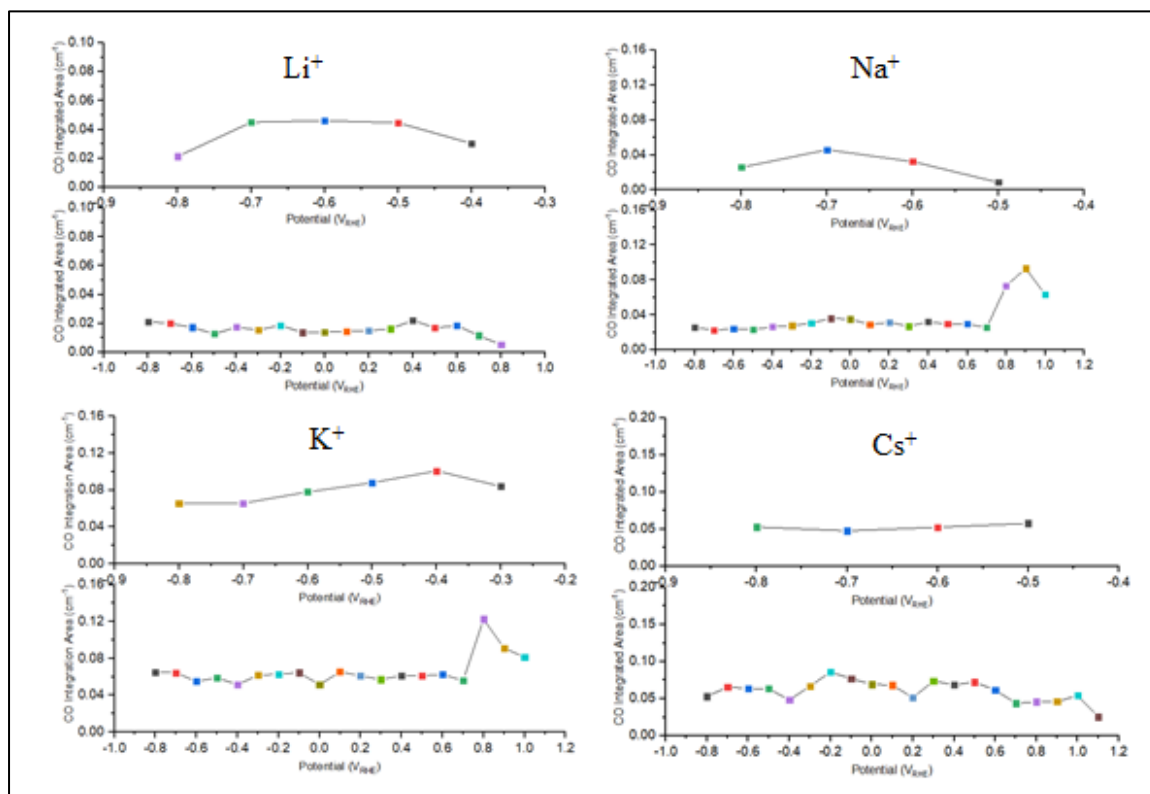 Li⁺
CO Integrated Area (cm⁻¹)
0.10
0.08
0.06
0.04
0.02
0.00
-0.9 -0.8 -0.7 -0.6 -0.5 -0.4 -0.3
Potential (V_RHE)
CO Integrated Area (cm⁻¹)
0.10
0.08
0.06
0.04
0.02
0.00
-1.0 -0.8 -0.6 -0.4 -0.2 0.0 0.2 0.4 0.6 0.8 1.0
Potential (V_RHE)
Na⁺
CO Integrated Area (cm⁻¹)
0.16
0.12
0.08
0.04
0.00
-0.9 -0.8 -0.7 -0.6 -0.5 -0.4
Potential (V_RHE)
CO Integrated Area (cm⁻¹)
0.16
0.12
0.08
0.04
0.00
-1.0 -0.8 -0.6 -0.4 -0.2 0.0 0.2 0.4 0.6 0.8 1.0 1.2
Potential (V_RHE)
K⁺
CO Integration Area (cm⁻¹)
0.16
0.12
0.08
0.04
0.00
-0.9 -0.8 -0.7 -0.6 -0.5 -0.4 -0.3 -0.2
Potential (V_RHE)
CO Integration Area (cm⁻¹)
0.16
0.12
0.08
0.04
0.00
-1.0 -0.8 -0.6 -0.4 -0.2 0.0 0.2 0.4 0.6 0.8 1.0 1.2
Potential (V_RHE)
Cs⁺
CO Integrated Area (cm⁻¹)
0.20
0.15
0.10
0.05
0.00
-0.9 -0.8 -0.7 -0.6 -0.5 -0.4
Potential (V_RHE)
CO Integrated Area (cm⁻¹)
0.20
0.15
0.10
0.05
0.00
-1.0 -0.8 -0.6 -0.4 -0.2 0.0 0.2 0.4 0.6 0.8 1.0 1.2
Potential (V_RHE)